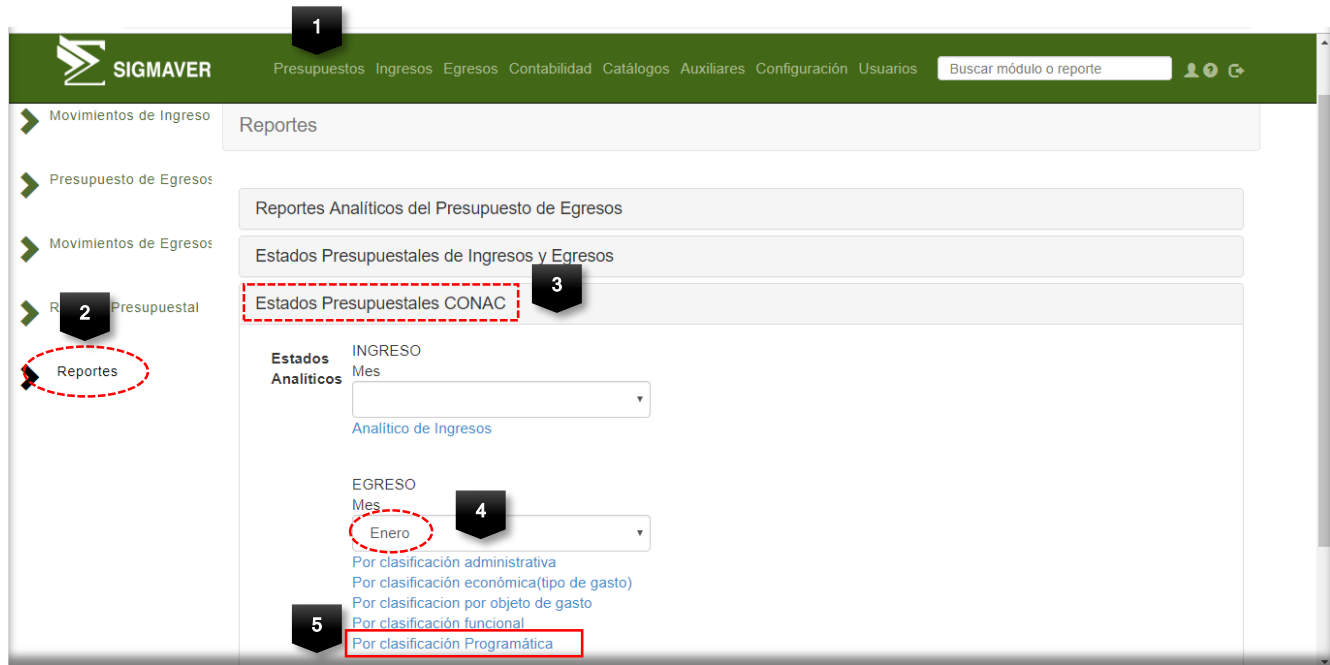 1
SIGMAVER
Presupuestos Ingresos Egresos Contabilidad Catálogos Auxiliares Configuración Usuarios Buscar módulo o reporte
Movimientos de Ingreso
Reportes
Presupuesto de Egresos
Reportes Analíticos del Presupuesto de Egresos
Movimientos de Egresos
Estados Presupuestales de Ingresos y Egresos
3
Estados Presupuestales CONAC
2
Presupuestal
Reportes
Estados
Analíticos
INGRESO
Mes
Analítico de Ingresos
EGRESO
Mes
4
Enero
Por clasificación administrativa
Por clasificación económica(tipo de gasto)
Por clasificacion por objeto de gasto
5
Por clasificación funcional
Por clasificación Programática